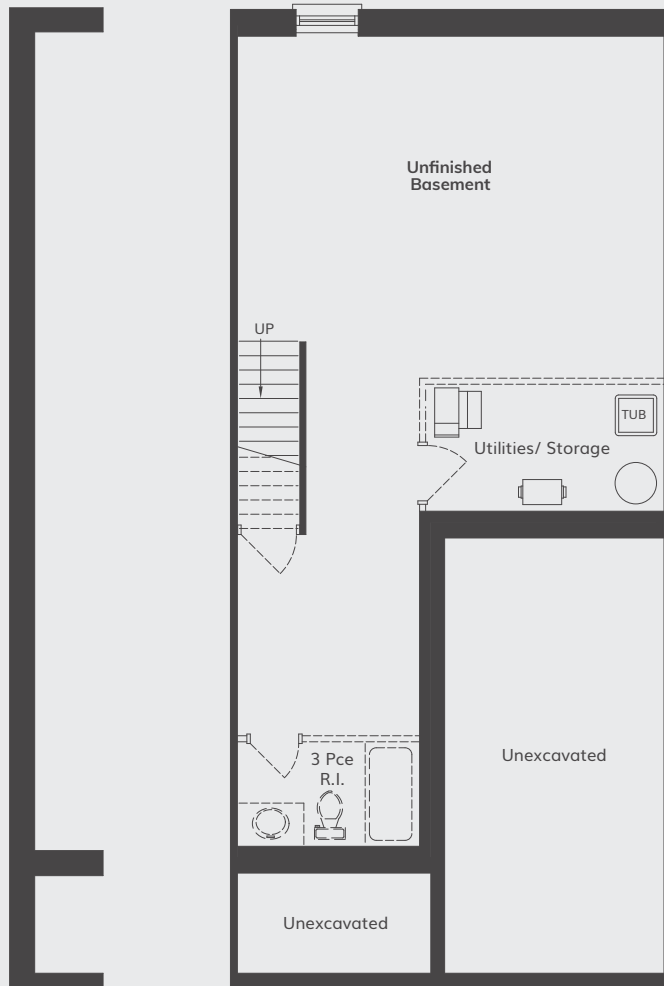 Unfinished
Basement
UP
TUB
Utilities/ Storage
3 Pce
R.I.
Unexcavated
Unexcavated